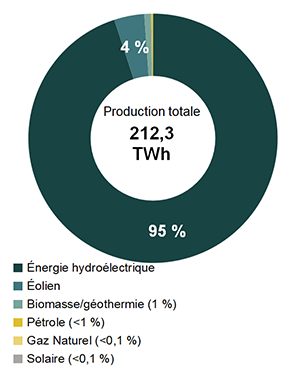 4 %
Production totale
212,3
TWh
95 %
Énergie hydroélectrique
Éolien
Biomasse/géothermie (1 %)
Pétrole (<1 %)
Gaz Naturel (<0,1 %)
Solaire (<0,1 %)